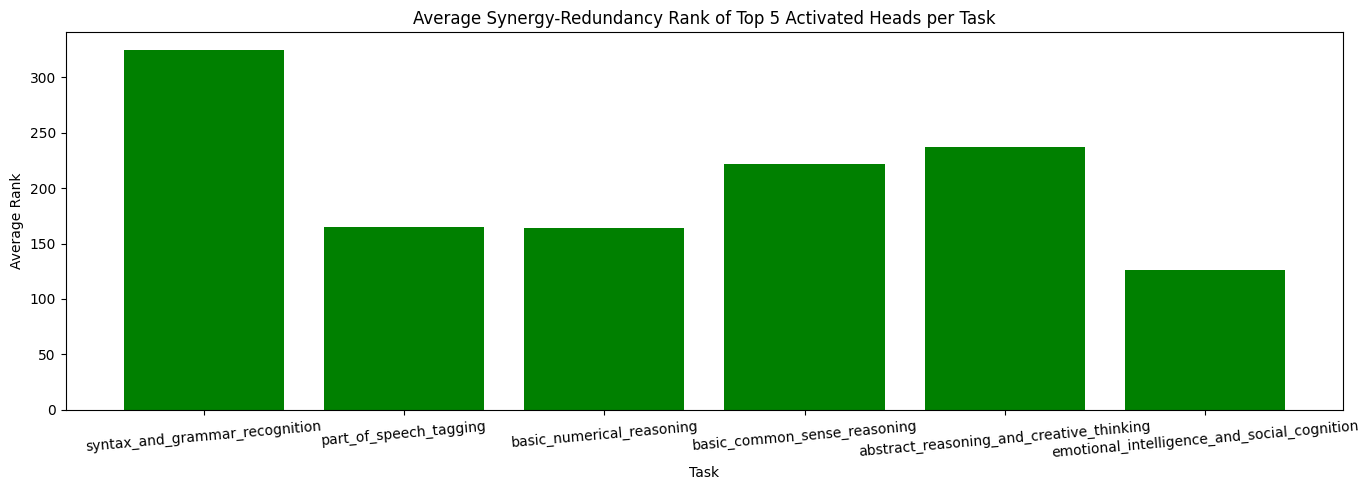 Average Synergy-Redundancy Rank of Top 5 Activated Heads per Task
Average Rank
300
250
200
150
100
50
0
syntax_and_grammar_recognition
part_of_speech_tagging
basic_numerical_reasoning
basic_common_sense_reasoning
abstract_reasoning_and_creative_thinking
emotional_intelligence_and_social_cognition
Task